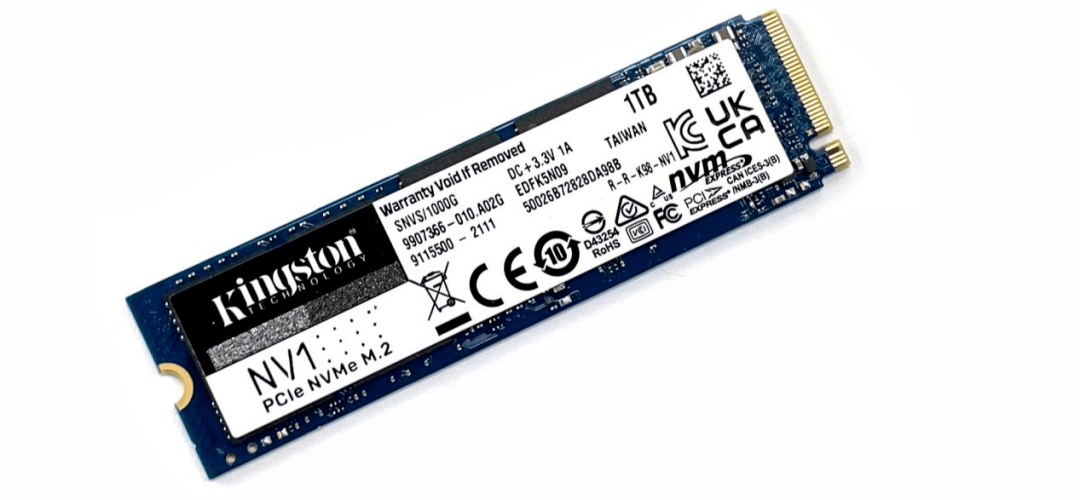 Kingston®
TECHNOLOGY
NV1
PCIe NVMe M.2
Warranty Void If Removed
SNVS/1000G
9907366-010.A02G
9115500 - 2111
DC+3.3V 1A
EDFK5N09
50026B72828DA98B
1TB
TAIWAN
R-R-K98-NV1
CE
10
D43254
RoHS
VCI
C US
FC
UK
CA
nvm
EXPRESS
PCI
EXPRESS®
CAN ICES-3(B)
/NMB-3(B)